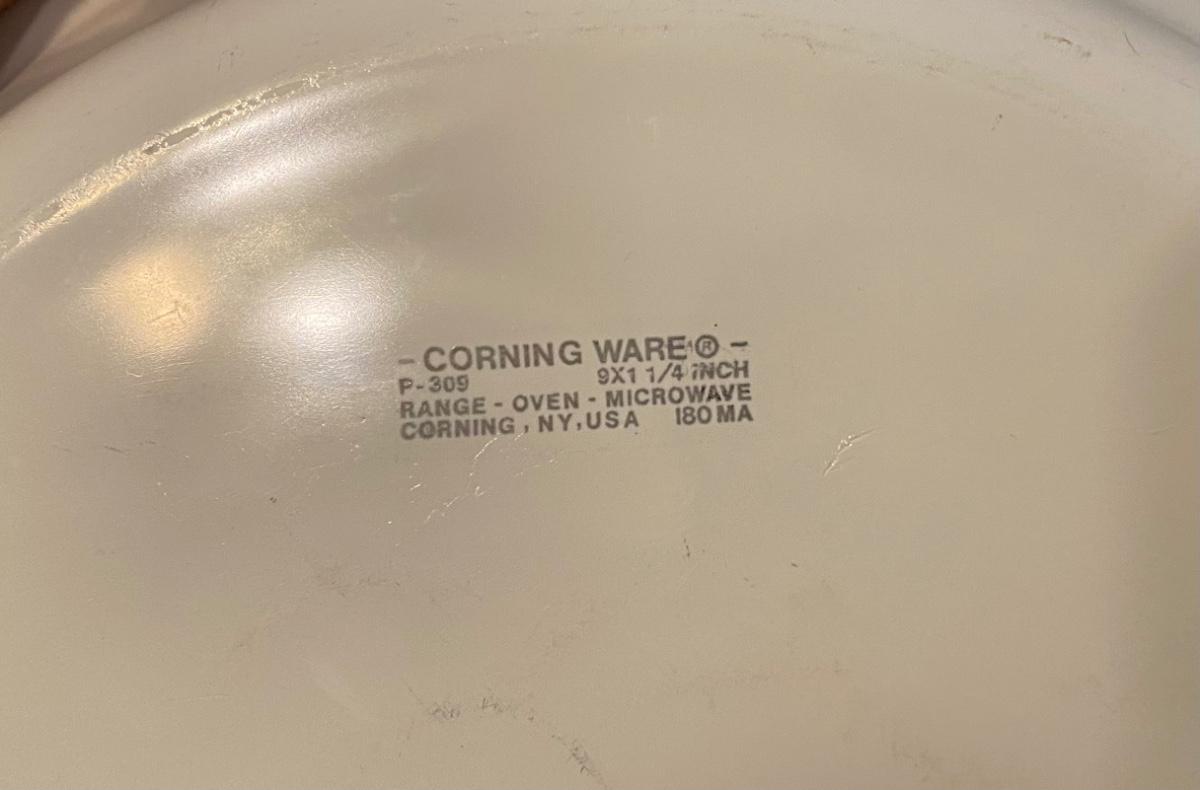 - CORNING WARE® -
P-309 9X1 1/4 INCH
RANGE - OVEN - MICROWAVE
CORNING, NY, USA 180 MA